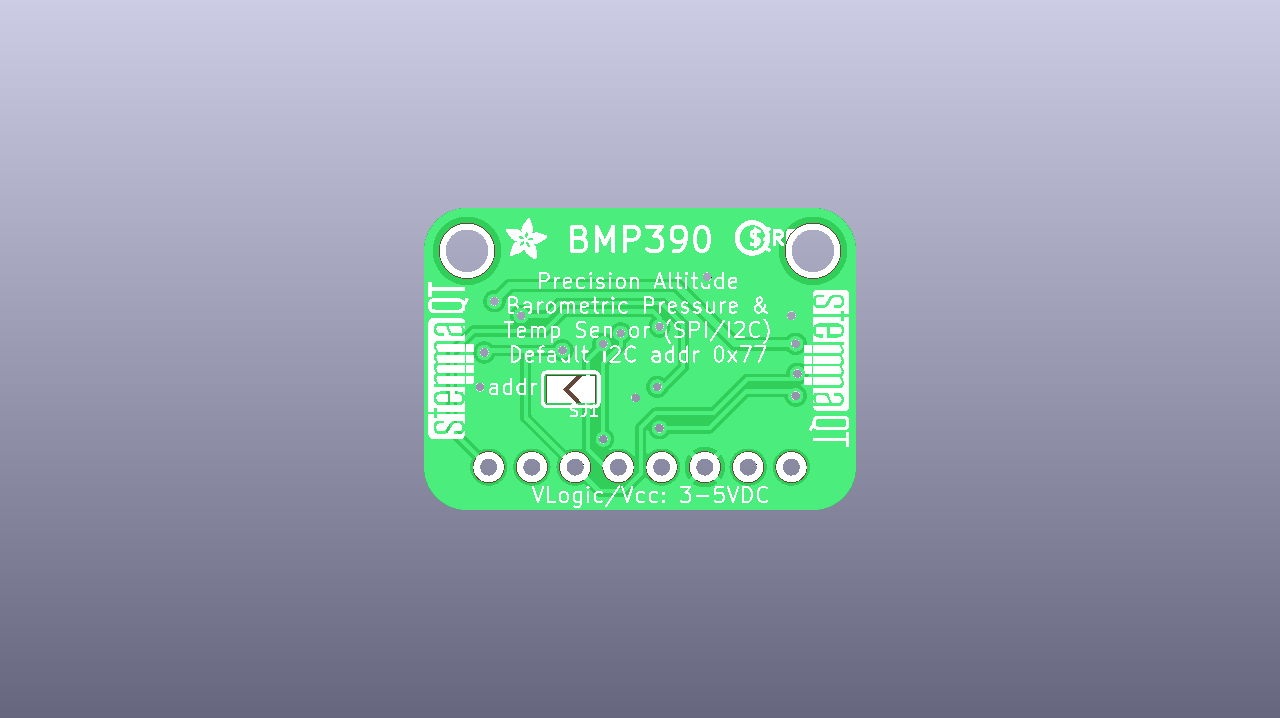 BMP390
Precision Altitude
Barometric Pressure &
Temp Sensor (SPI/I2C)
Default I2C addr 0x77
stemma QT
stemma QT
addr
SJ1
VLogic/Vcc: 3-5VDC